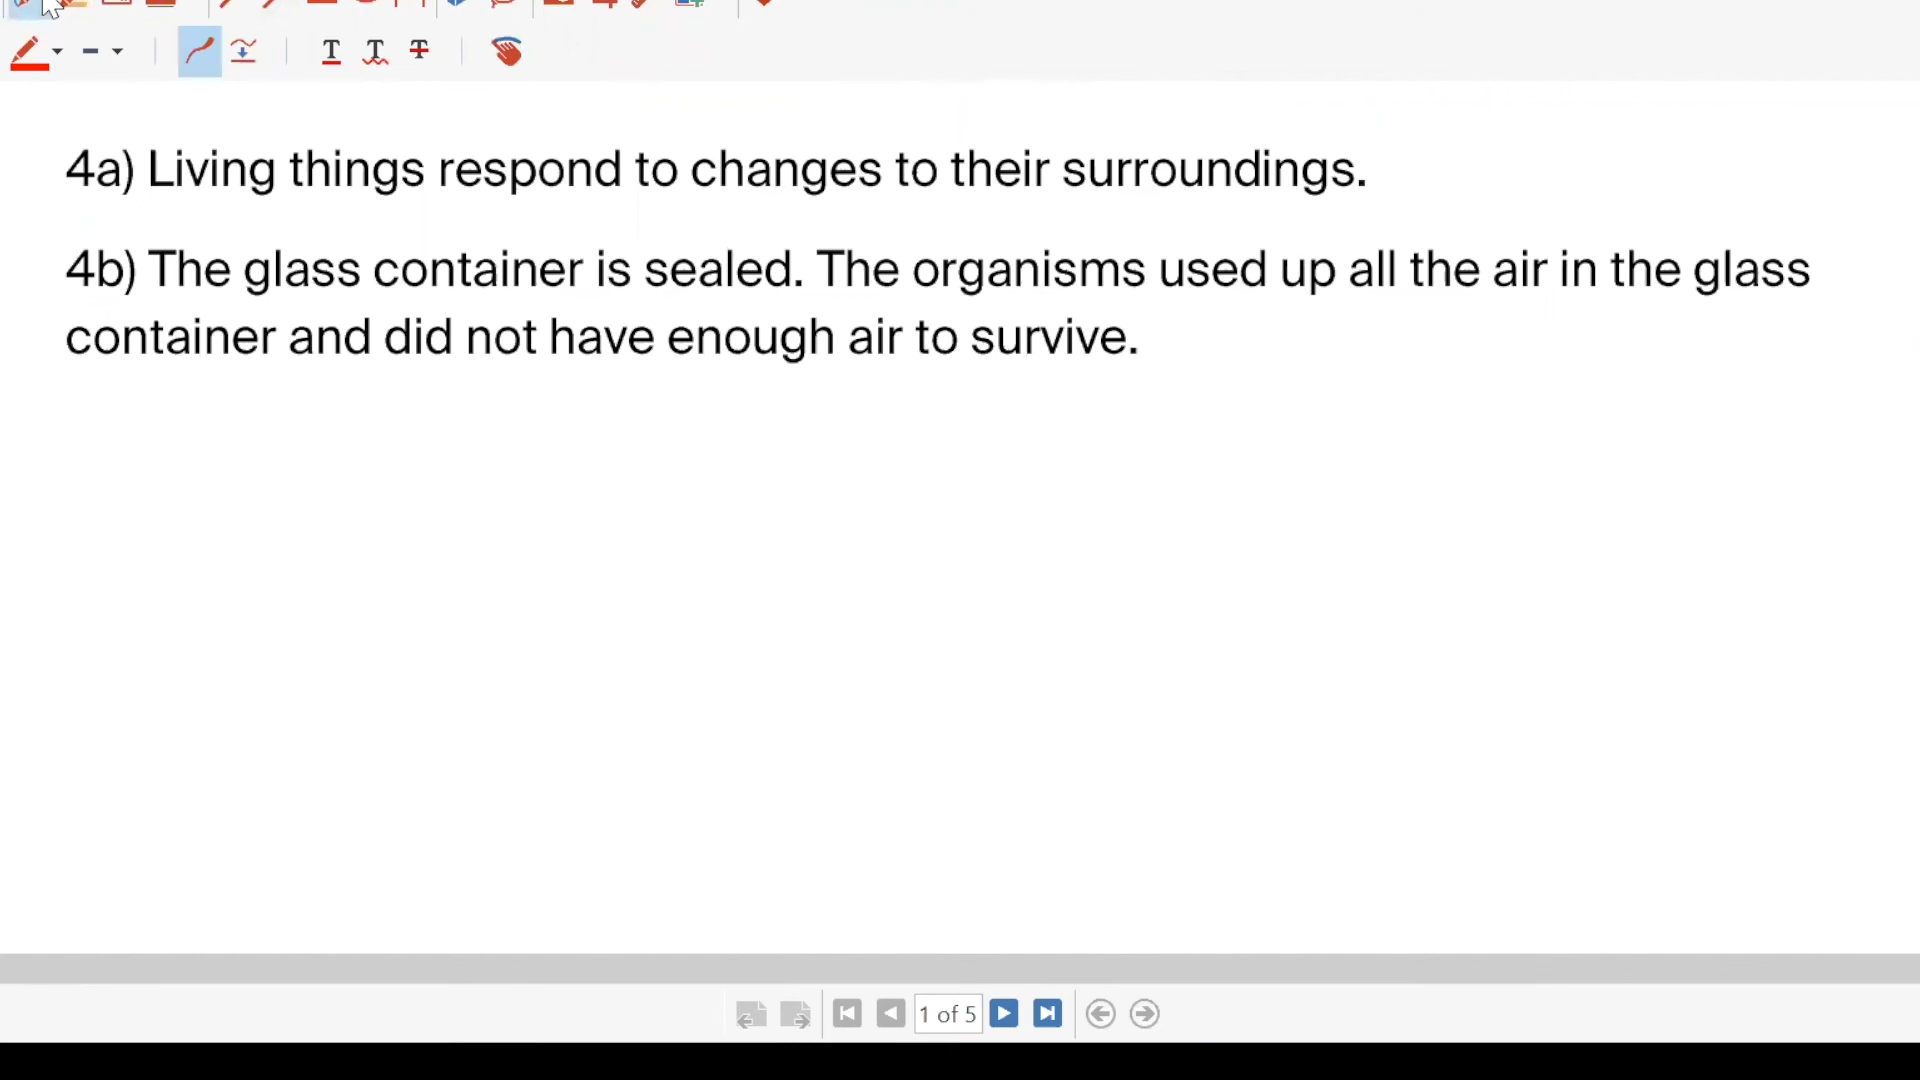 T T T
4a) Living things respond to changes to their surroundings.
4b) The glass container is sealed. The organisms used up all the air in the glass
container and did not have enough air to survive.
1 of 5